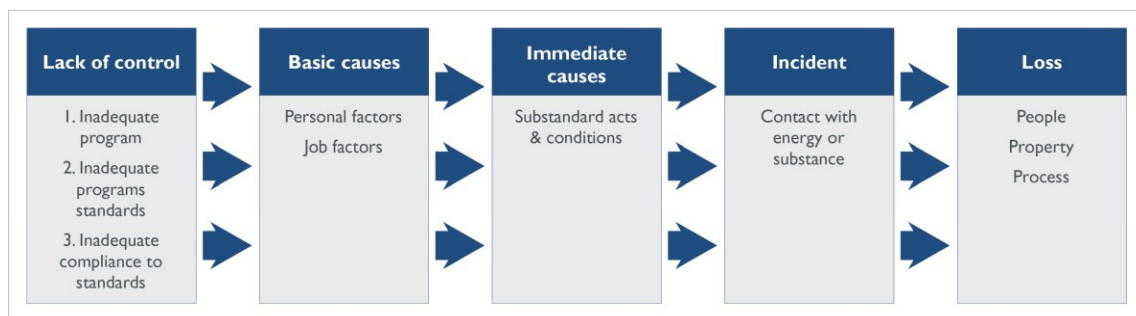 Lack of control
1. Inadequate
program
2. Inadequate
programs
standards
3. Inadequate
compliance to
standards
Basic causes
Personal factors
Job factors
Immediate
causes
Substandard acts
& conditions
Incident
Contact with
energy or
substance
Loss
People
Property
Process